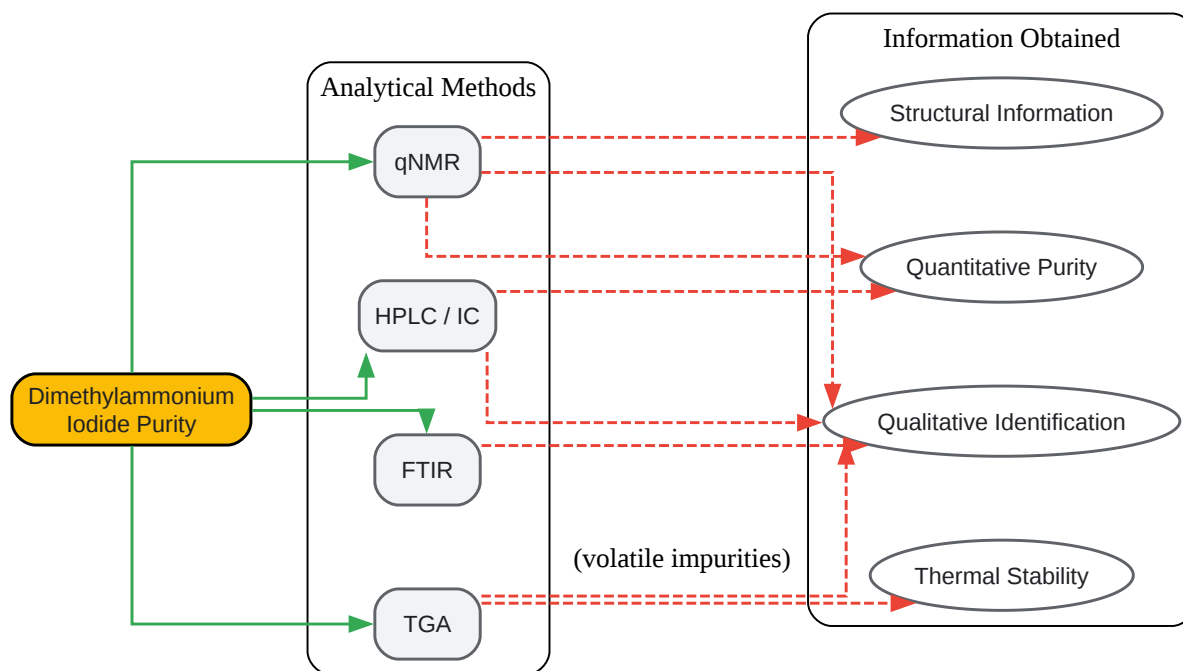 Dimethylammonium
Iodide Purity
Analytical Methods
qNMR
HPLC / IC
FTIR
TGA
(volatile impurities)
Information Obtained
Structural Information
Quantitative Purity
Qualitative Identification
Thermal Stability